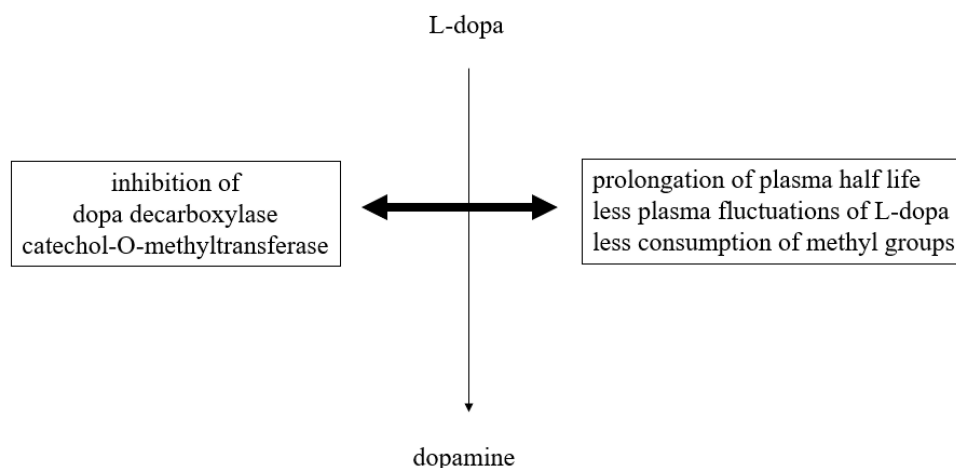 L-dopa
inhibition of
dopa decarboxylase
catechol-O-methyltransferase
prolongation of plasma half life
less plasma fluctuations of L-dopa
less consumption of methyl groups
dopamine